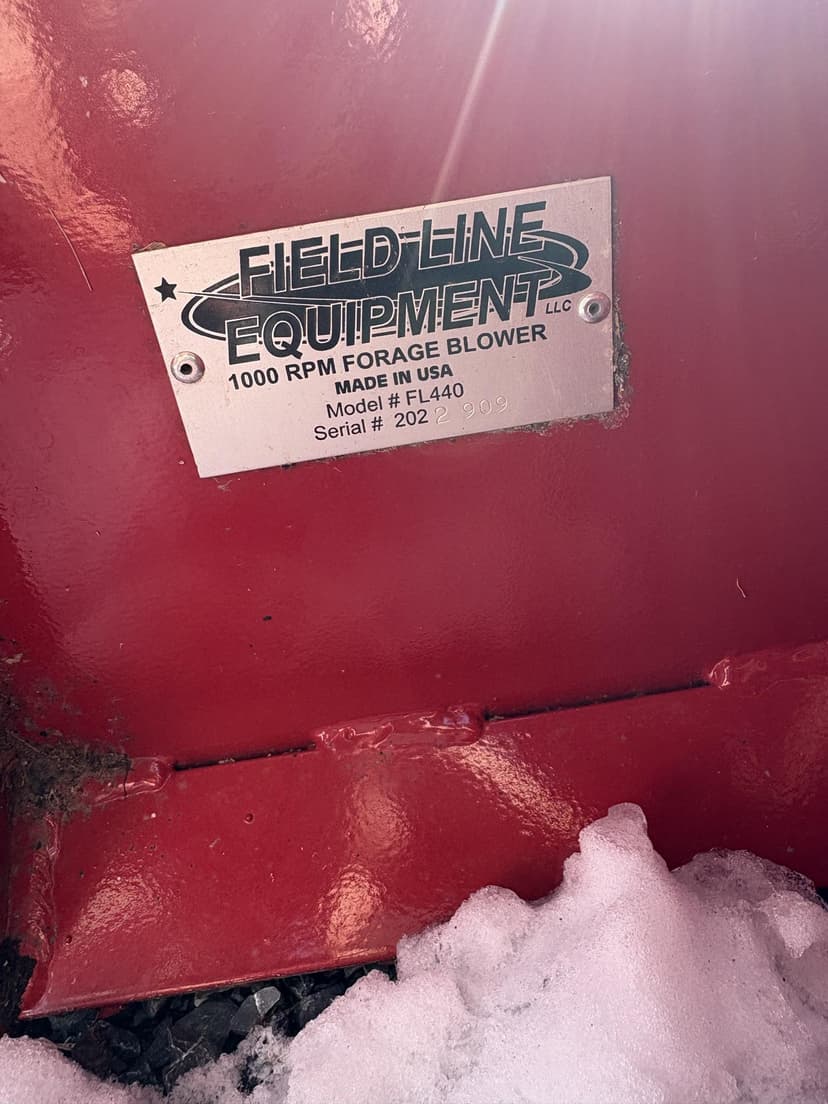 FIELD LINE
EQUIPMENT LLC
1000 RPM FORAGE BLOWER
MADE IN USA
Model # FL440
Serial # 2022 909